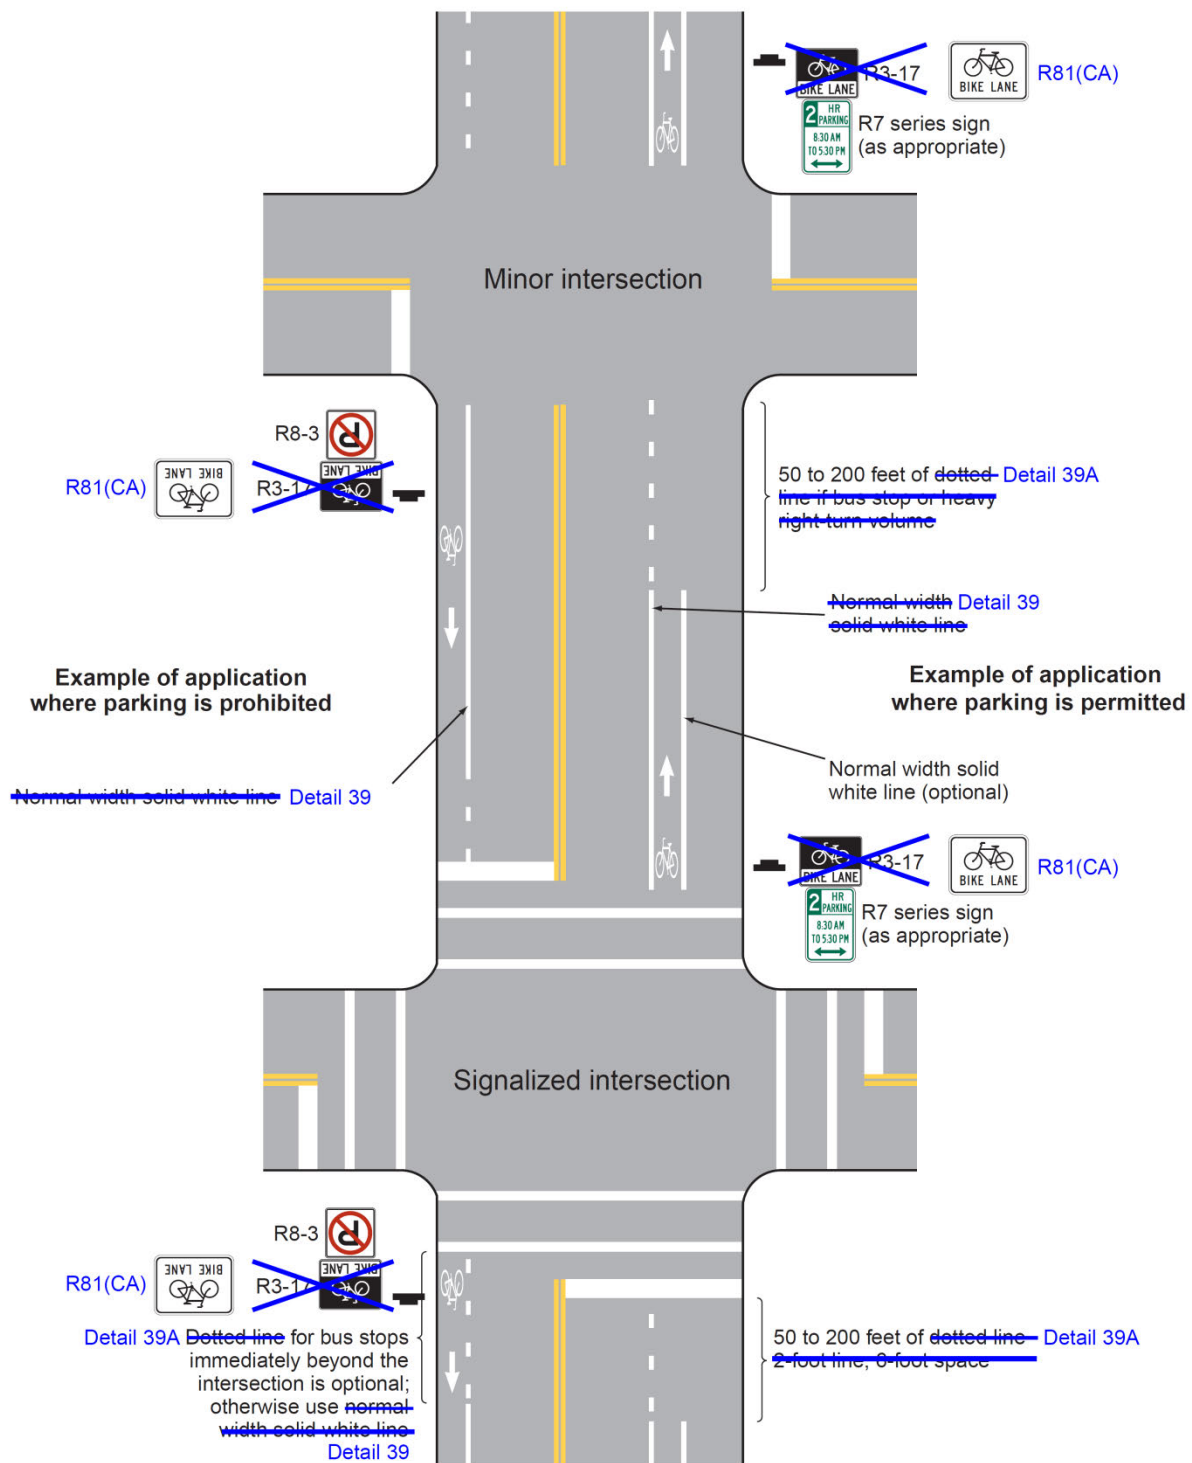 R3-17
BIKE LANE
BIKE LANE
R81(CA)
2 HR
PARKING
8:30 AM
TO 5:30 PM
R7 series sign
(as appropriate)
Minor intersection
R8-3
P
BIKE LANE
R81(CA)
R3-17
BIKE LANE
50 to 200 feet of dotted Detail 39A
line if bus stop or heavy
right-turn volume
Normal width Detail 39
solid white line
Example of application
where parking is prohibited
Example of application
where parking is permitted
Normal width solid white line Detail 39
Normal width solid
white line (optional)
R3-17
BIKE LANE
BIKE LANE
R81(CA)
2 HR
PARKING
8:30 AM
TO 5:30 PM
R7 series sign
(as appropriate)
Signalized intersection
R8-3
P
BIKE LANE
R81(CA)
R3-17
BIKE LANE
Detail 39A Dotted line for bus stops
immediately beyond the
intersection is optional;
otherwise use normal
width solid white line
Detail 39
50 to 200 feet of dotted line Detail 39A
2-foot line, 6-foot space